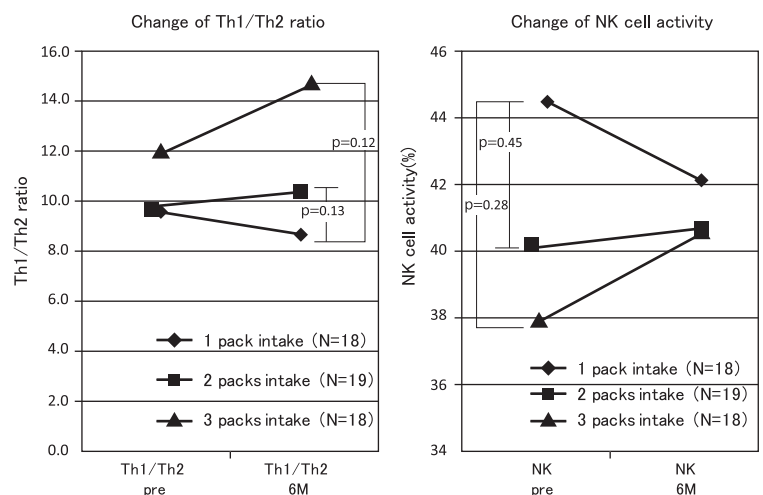 Change of Th1/Th2 ratio
16.0
14.0
12.0
10.0
8.0
6.0
4.0
2.0
0.0
Th1/Th2 ratio
p=0.12
p=0.13
1 pack intake (N=18)
2 packs intake (N=19)
3 packs intake (N=18)
Th1/Th2
pre
Th1/Th2
6M
Change of NK cell activity
46
44
42
40
38
36
34
NK cell activity(%)
p=0.45
p=0.28
1 pack intake (N=18)
2 packs intake (N=19)
3 packs intake (N=18)
NK
pre
NK
6M